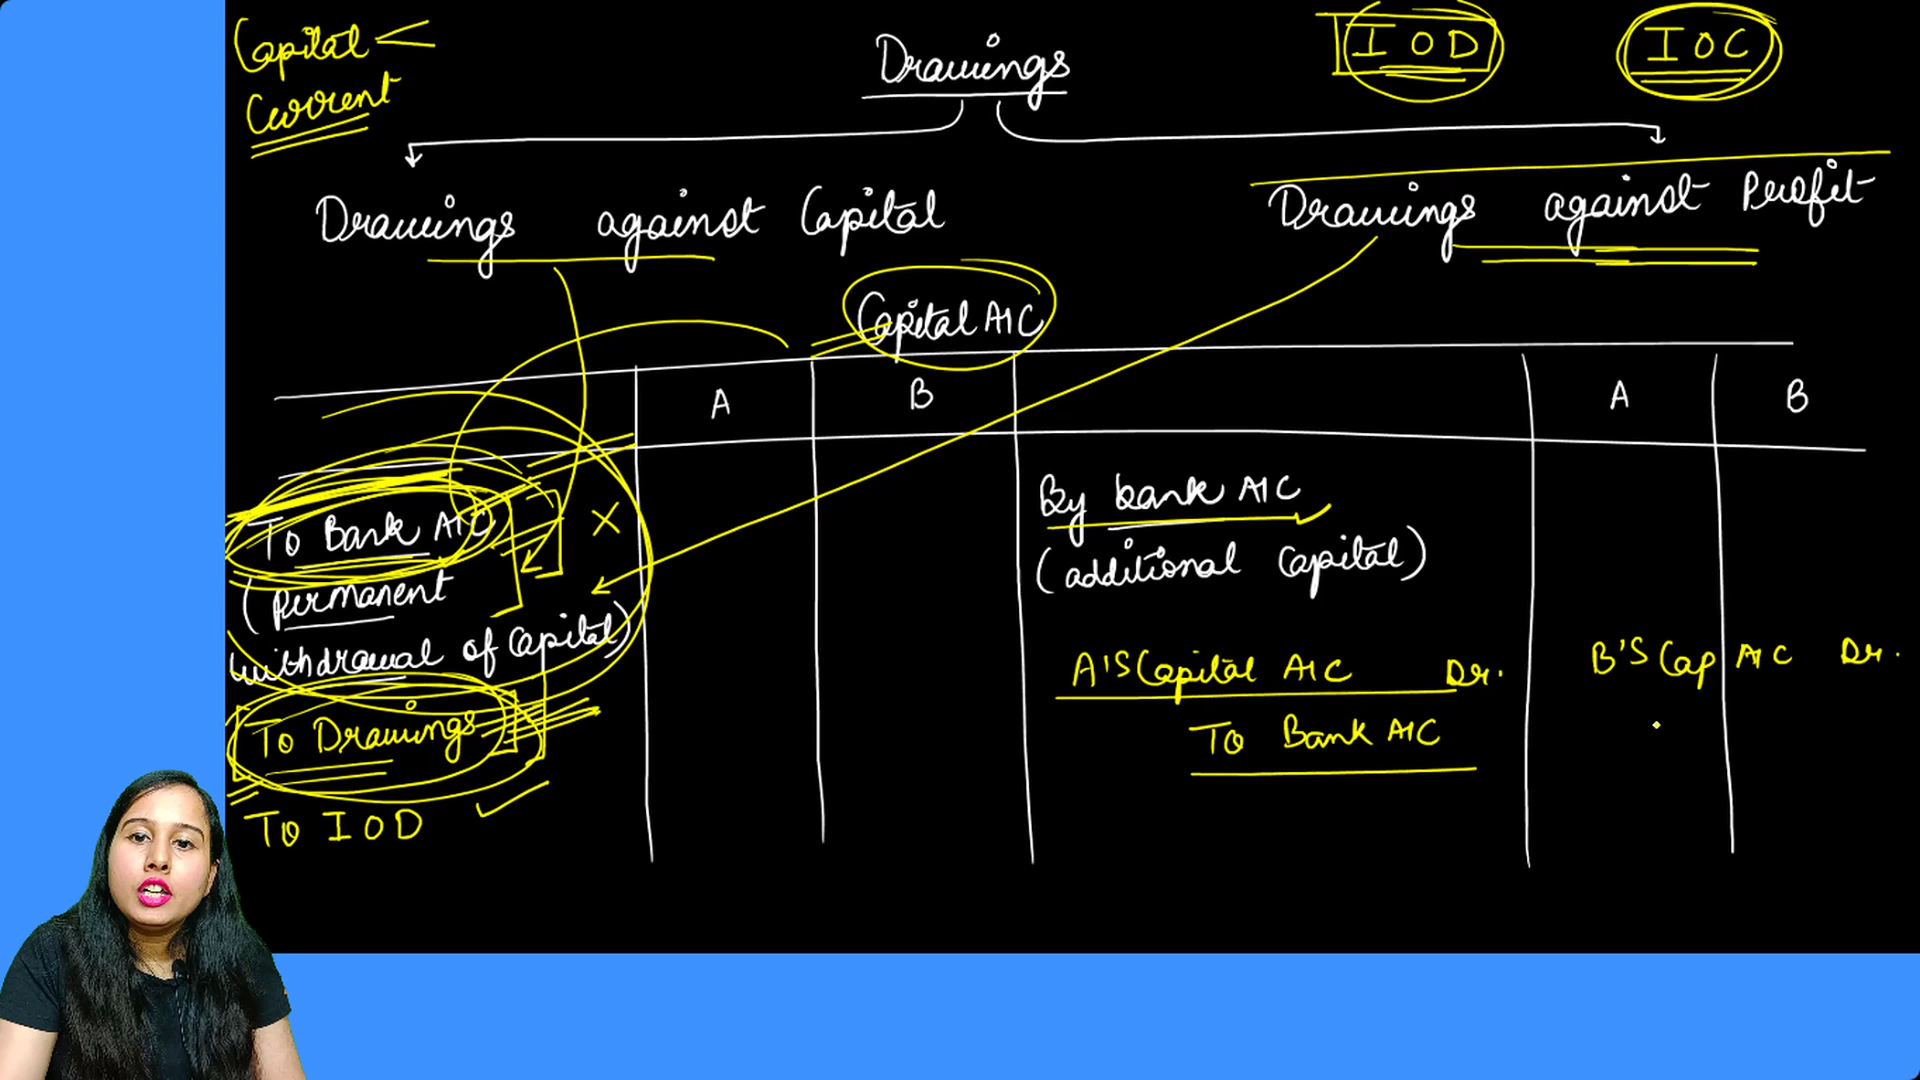 Capital
Current
Drawings
IOD
IOC
Drawings against Capital
Drawings against Profit
Capital A/C
A
B
A
B
To Bank A/C
(permanent
withdrawal of Capital)
To Drawings
To IOD
By bank A/C
(additional Capital)
A'S Capital A/C Dr.
To Bank A/C
B'S Cap A/C Dr.